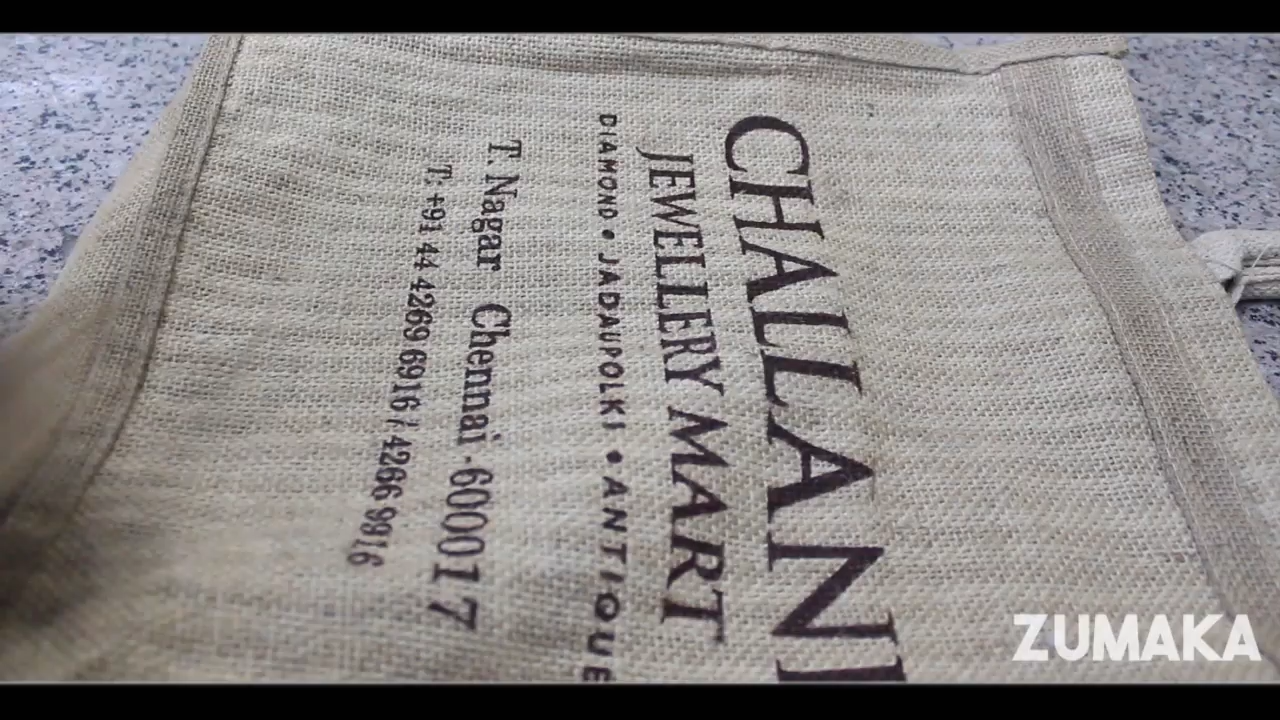 CHALLANI
JEWELLERY MART
DIAMOND • JADAUPOLKI • ANTIQUE
T. Nagar Chennai - 600017
T: +91 44 4269 6916 / 4266 9916
ZUMAKA